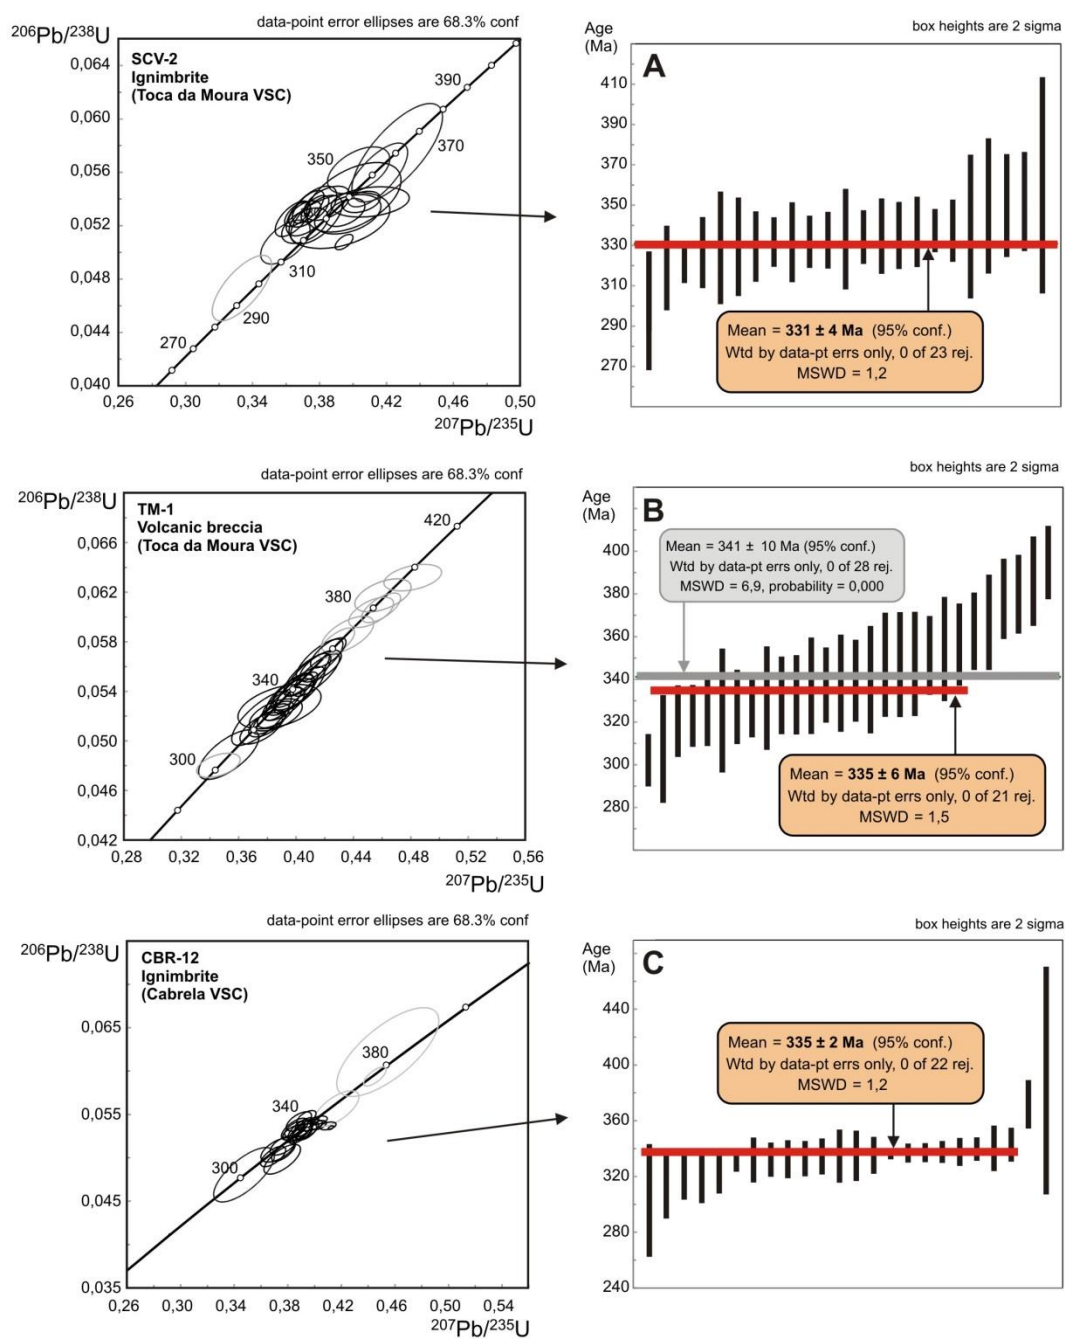 data-point error ellipses are 68.3% conf
206Pb/238U
SCV-2
Ignimbrite
(Toca da Moura VSC)
0,064
0,060
0,056
0,052
0,048
0,044
0,040
390
370
350
310
290
270
0,26 0,30 0,34 0,38 0,42 0,46 0,50
207Pb/235U
box heights are 2 sigma
Age
(Ma)
A
410
390
370
350
330
310
290
270
Mean = 331 ± 4 Ma (95% conf.)
Wtd by data-pt errs only, 0 of 23 rej.
MSWD = 1,2
data-point error ellipses are 68.3% conf
206Pb/238U
TM-1
Volcanic breccia
(Toca da Moura VSC)
0,066
0,062
0,058
0,054
0,050
0,046
0,042
420
380
340
300
0,28 0,32 0,36 0,40 0,44 0,48 0,52 0,56
207Pb/235U
box heights are 2 sigma
Age
(Ma)
B
400
380
360
340
320
300
280
Mean = 341 ± 10 Ma (95% conf.)
Wtd by data-pt errs only, 0 of 28 rej.
MSWD = 6,9, probability = 0,000
Mean = 335 ± 6 Ma (95% conf.)
Wtd by data-pt errs only, 0 of 21 rej.
MSWD = 1,5
data-point error ellipses are 68.3% conf
206Pb/238U
CBR-12
Ignimbrite
(Cabrela VSC)
0,065
0,055
0,045
0,035
380
340
300
0,26 0,30 0,34 0,38 0,42 0,46 0,50 0,54
207Pb/235U
box heights are 2 sigma
Age
(Ma)
C
440
400
360
320
280
240
Mean = 335 ± 2 Ma (95% conf.)
Wtd by data-pt errs only, 0 of 22 rej.
MSWD = 1,2